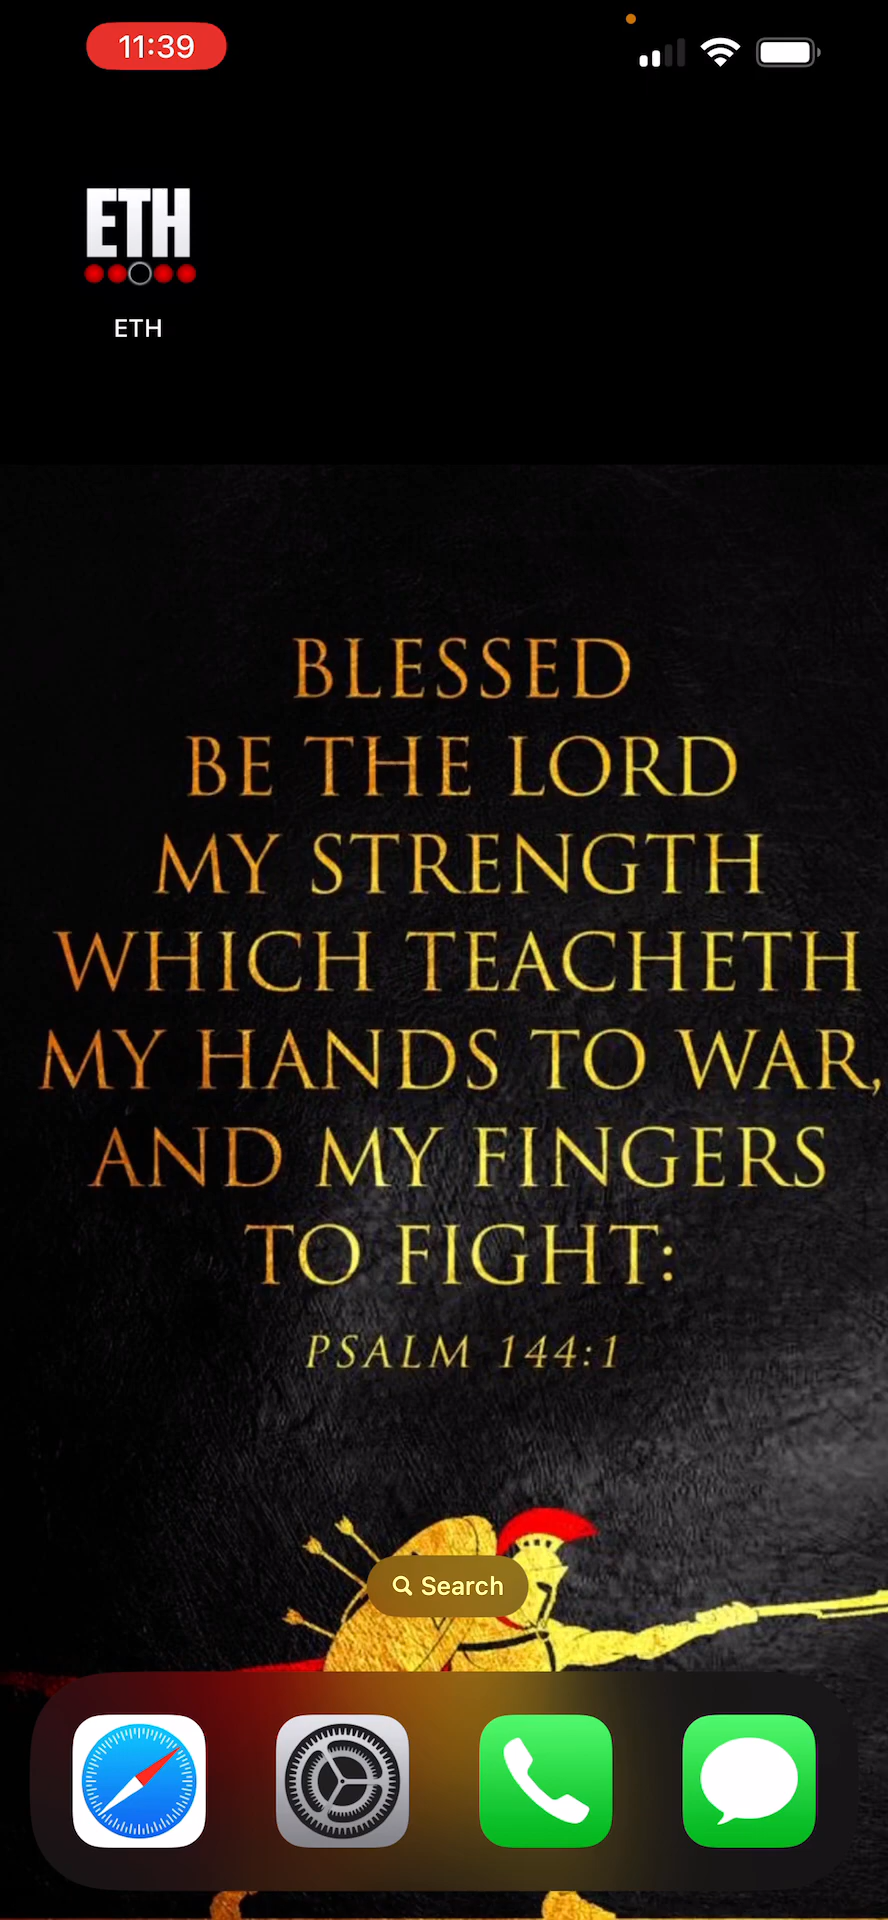 11:39
ETH
ETH
BLESSED
BE THE LORD
MY STRENGTH
WHICH TEACHETH
MY HANDS TO WAR,
AND MY FINGERS
TO FIGHT:
PSALM 144:1
Search